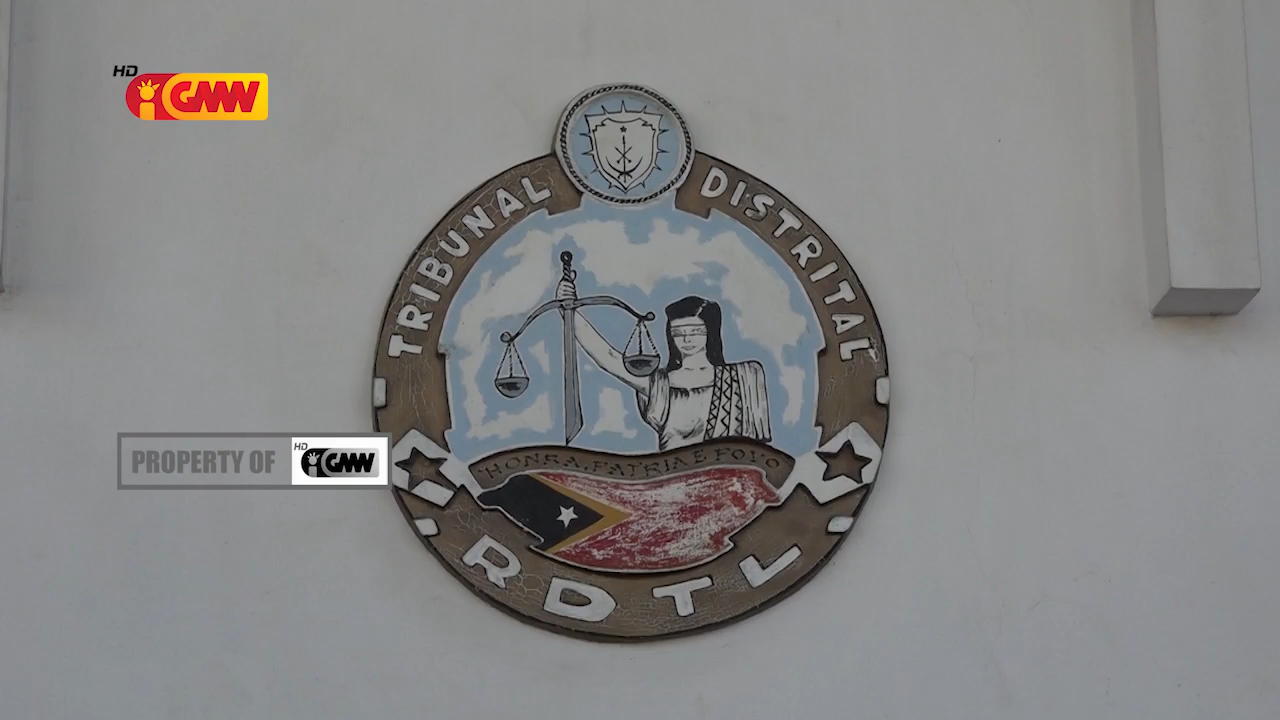 HD
GMN
TRIBUNAL DISTRITAL
HONRA, PATRIA E POVO
PROPERTY OF HD GMN
RDTL